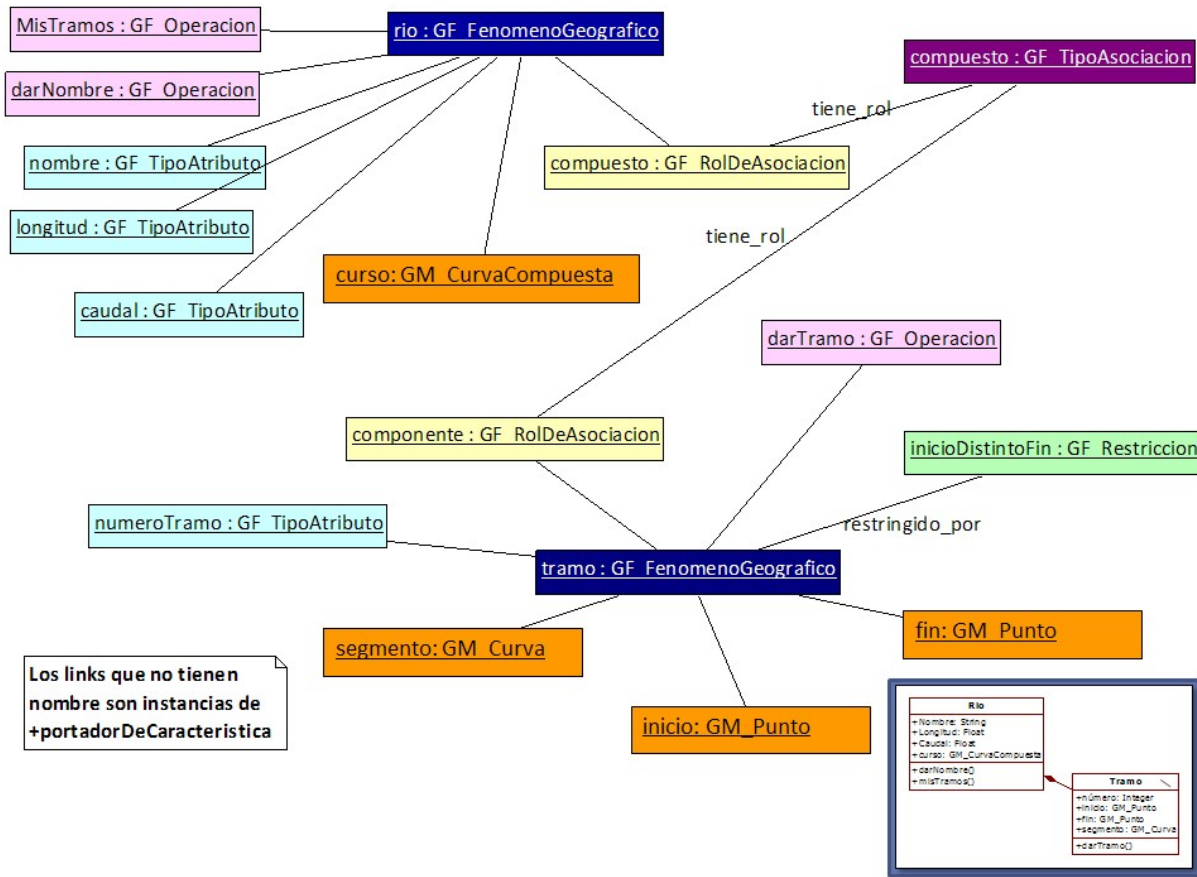 MisTramos : GF_Operacion
rio : GF_FenomenoGeografico
compuesto : GF_TipoAsociacion
darNombre : GF_Operacion
tiene_rol
nombre : GF_TipoAtributo
compuesto : GF_RolDeAsociacion
longitud : GF_TipoAtributo
tiene_rol
curso: GM_CurvaCompuesta
caudal : GF_TipoAtributo
darTramo : GF_Operacion
componente : GF_RolDeAsociacion
inicioDistintoFin : GF_Restriccion
numeroTramo : GF_TipoAtributo
restringido_por
tramo : GF_FenomenoGeografico
fin: GM_Punto
segmento: GM_Curva
inicio: GM_Punto
Los links que no tienen
nombre son instancias de
+portadorDeCaracteristica
Rio
+Nombre: String
+Longitud: Float
+Caudal: Float
+curso: GM_CurvaCompuesta
+darNombre()
+misTramos()
Tramo
+número: Integer
+inicio: GM_Punto
+fin: GM_Punto
+segmento: GM_Curva
+darTramo()